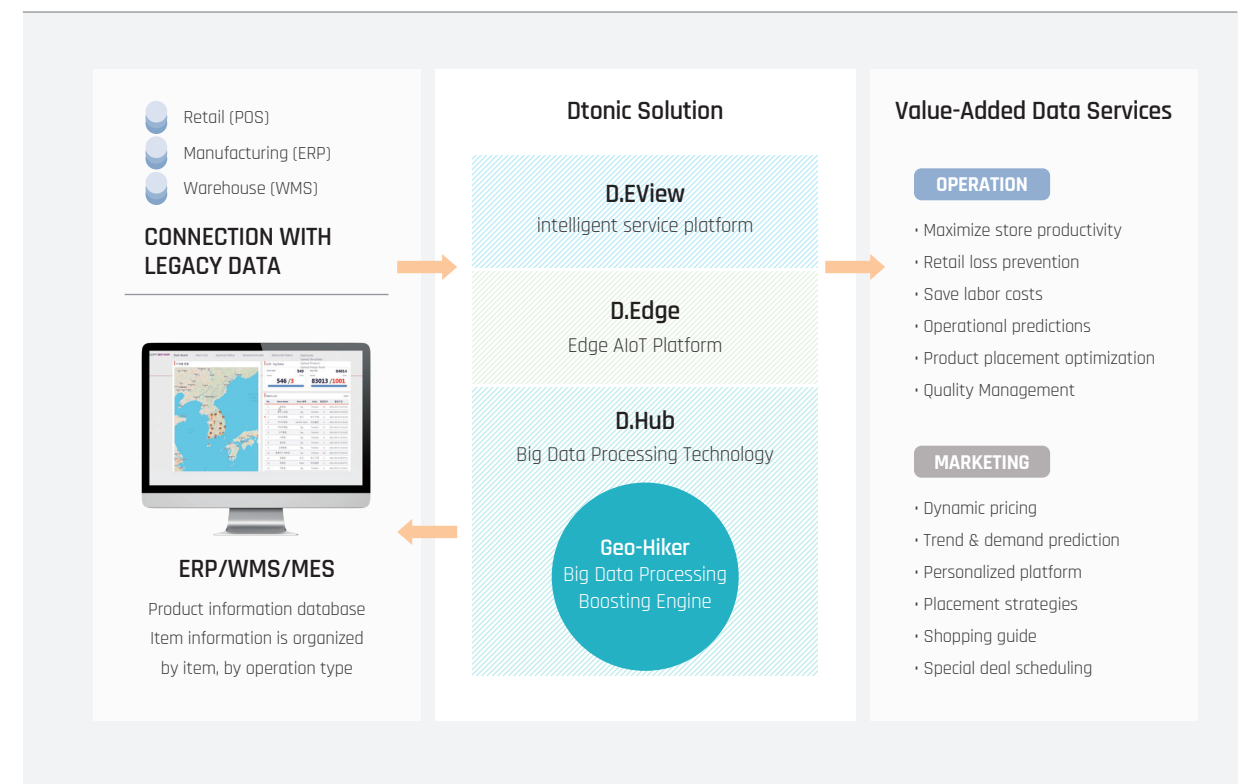 Retail (POS)
Manufacturing (ERP)
Warehouse (WMS)
CONNECTION WITH
LEGACY DATA
546 /3
83013 /1001
ERP/WMS/MES
Product information database
Item information is organized
by item, by operation type
Dtonic Solution
D.EView
intelligent service platform
D.Edge
Edge AIoT Platform
D.Hub
Big Data Processing Technology
Geo-Hiker
Big Data Processing
Boosting Engine
Value-Added Data Services
OPERATION
· Maximize store productivity
· Retail loss prevention
· Save labor costs
· Operational predictions
· Product placement optimization
· Quality Management
MARKETING
· Dynamic pricing
· Trend & demand prediction
· Personalized platform
· Placement strategies
· Shopping guide
· Special deal scheduling